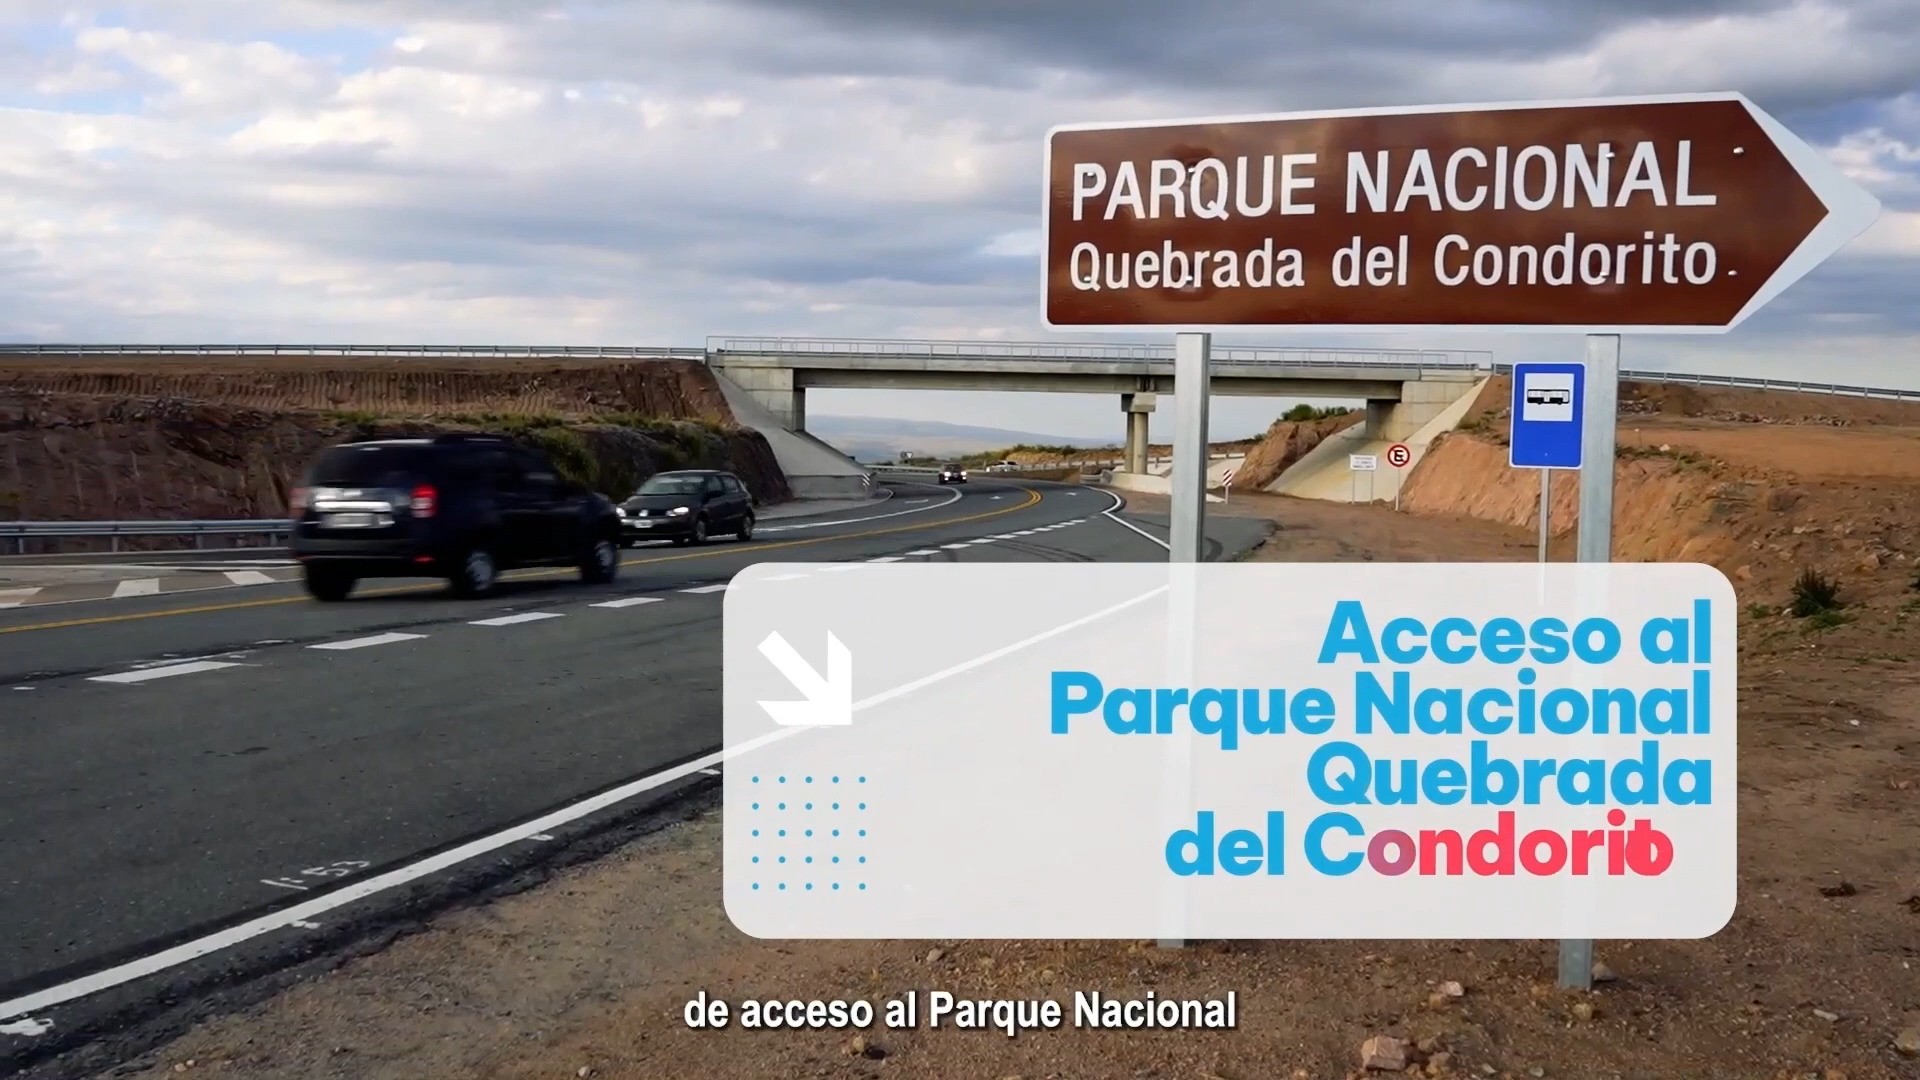 PARQUE NACIONAL
Quebrada del Condorito
E
Acceso al
Parque Nacional
Quebrada
del Condorito
de acceso al Parque Nacional